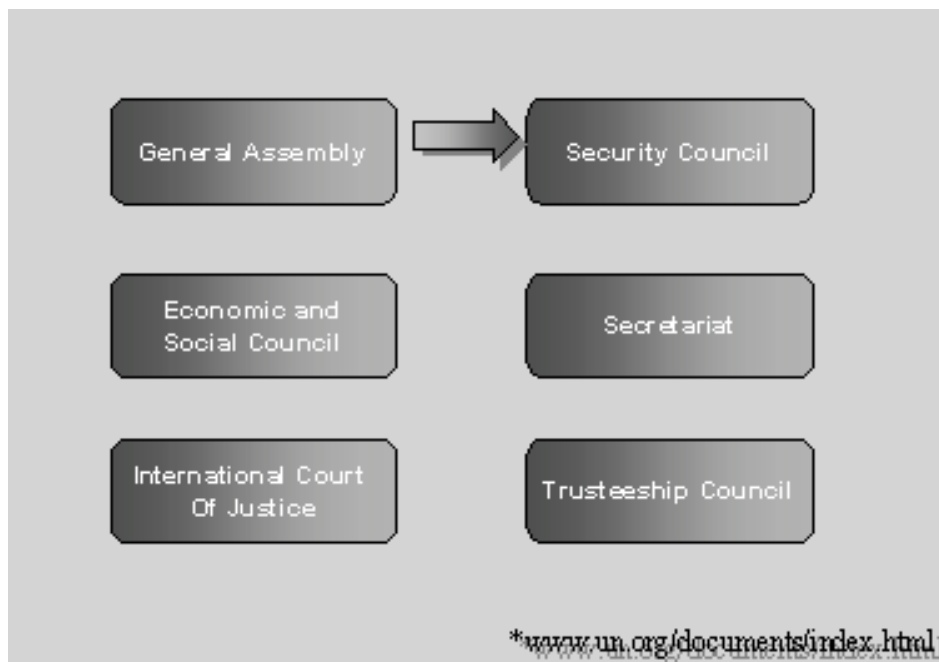 General Assembly
Security Council
Economic and
Social Council
Secretariat
International Court
Of Justice
Trusteeship Council
*www.un.org/documents/index.html